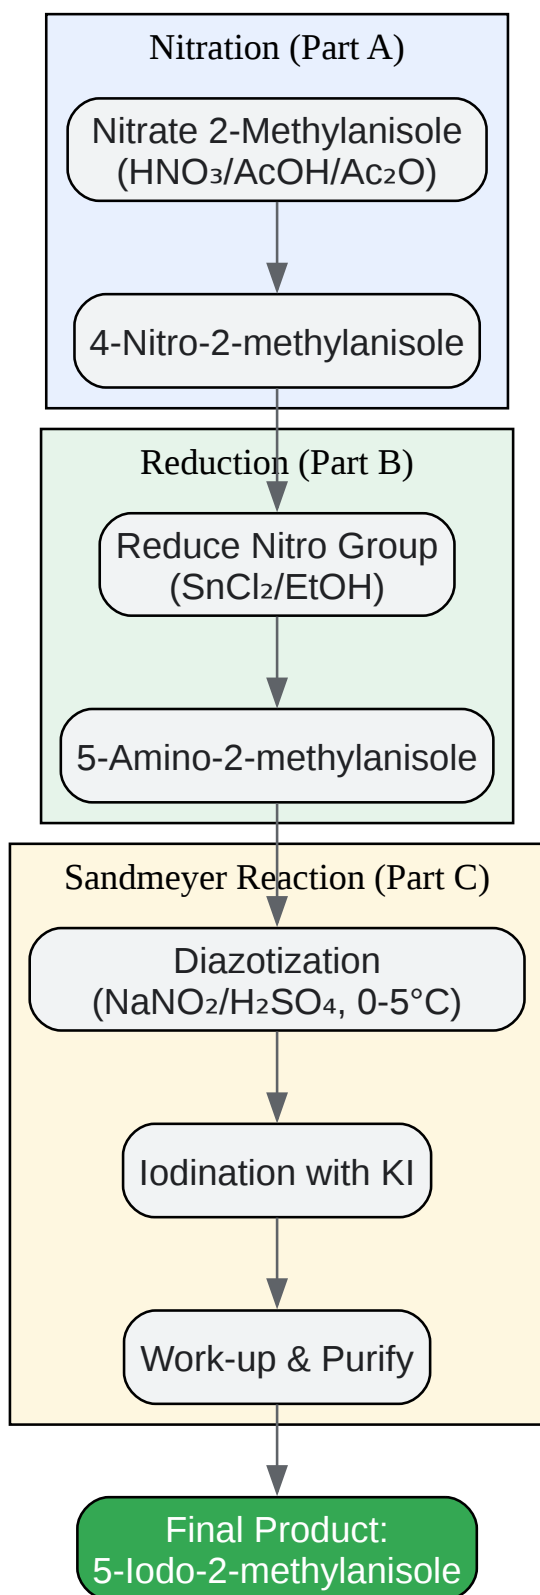 Nitration (Part A)
Nitrate 2-Methylanisole
(HNO₃/AcOH/Ac₂O)
4-Nitro-2-methylanisole
Reduction (Part B)
Reduce Nitro Group
(SnCl₂/EtOH)
5-Amino-2-methylanisole
Sandmeyer Reaction (Part C)
Diazotization
(NaNO₂/H₂SO₄, 0-5°C)
Iodination with KI
Work-up & Purify
Final Product:
5-Iodo-2-methylanisole